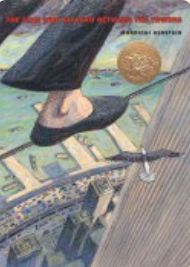 THE MAN WHO WALKED BETWEEN THE TOWERS
MORDICAI GERSTEIN